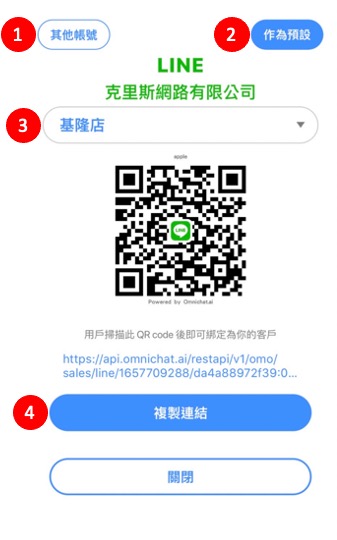 1
其他帳號
2
作為預設
LINE
克里斯網路有限公司
3
基隆店
apple
LINE
Powered by Omnichat.ai
用戶掃描此 QR code 後即可綁定為你的客戶
https://api.omnichat.ai/restapi/v1/omo/
sales/line/1657709288/da4a88972f39:0...
4
複製連結
關閉